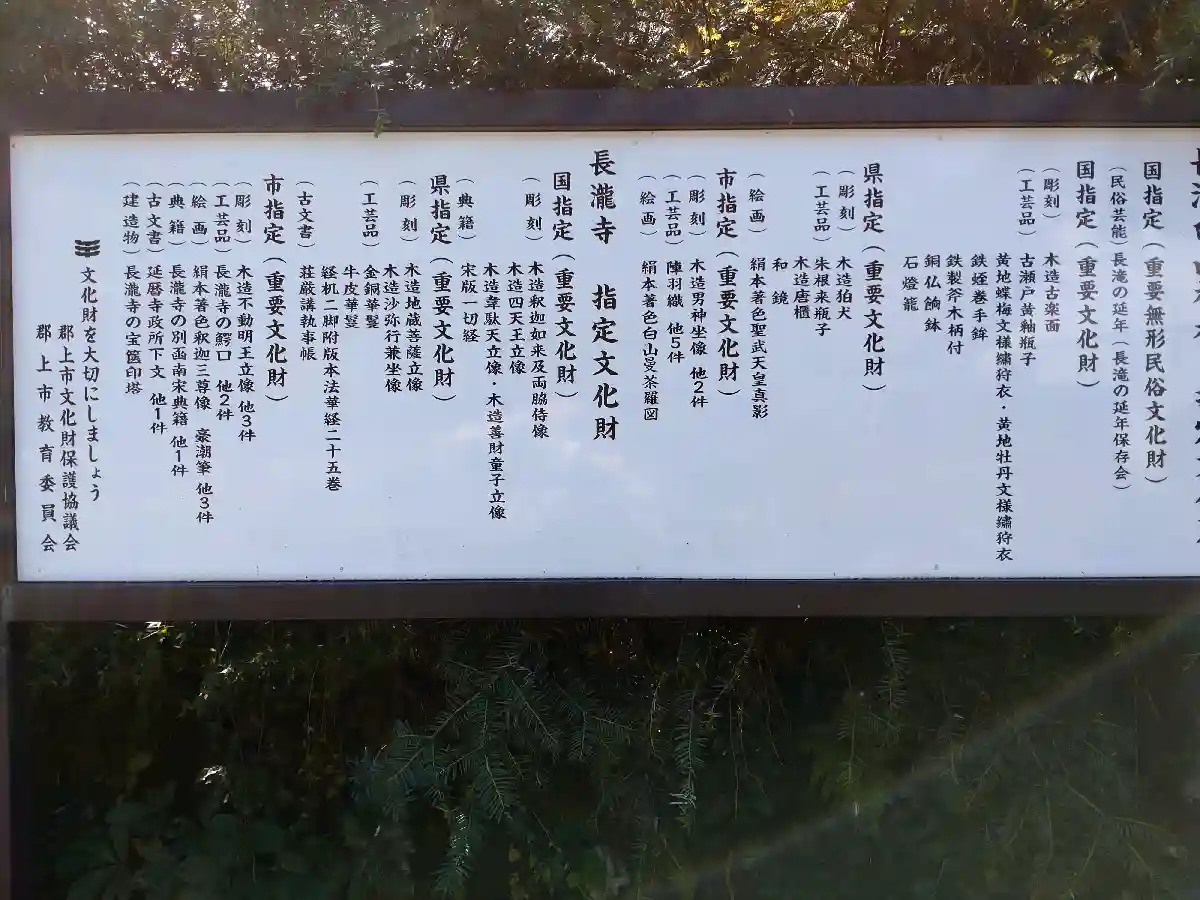 国指定(重要無形民俗文化財)
(民俗芸能)長滝の延年(長滝の延年保存会)
国指定(重要文化財)
(彫刻)木造古楽面
(工芸品)古瀬戸黄釉瓶子
黄地蝶梅文様繍狩衣・黄地牡丹文様繍狩衣
鉄蛭巻手鉾
鉄製斧木柄付
銅仏餉鉢
石燈籠
県指定(重要文化財)
(彫刻)木造狛犬
(工芸品)朱根来瓶子
木造唐櫃
和鏡
(絵画)絹本著色聖武天皇真影
市指定(重要文化財)
(彫刻)木造男神坐像 他2件
(工芸品)陣羽織 他5件
(絵画)絹本著色白山曼荼羅図
長瀧寺 指定文化財
国指定(重要文化財)
(彫刻)木造釈迦如来及両脇侍像
木造四天王立像
木造韋駄天立像・木造善財童子立像
(典籍)宋版一切経
県指定(重要文化財)
(彫刻)木造地蔵菩薩立像
木造沙弥行兼坐像
(工芸品)金銅華鬘
牛皮華鬘
経机二脚附版本法華経二十五巻
(古文書)荘厳講執事帳
市指定(重要文化財)
(彫刻)木造不動明王立像 他3件
(工芸品)長瀧寺の鰐口 他2件
(絵画)絹本著色釈迦三尊像 豪潮筆 他3件
(典籍)長瀧寺の別函南宋典籍 他1件
(古文書)延暦寺政所下文 他1件
(建造物)長瀧寺の宝篋印塔
文化財を大切にしましょう
郡上市文化財保護協議会
郡上市教育委員会